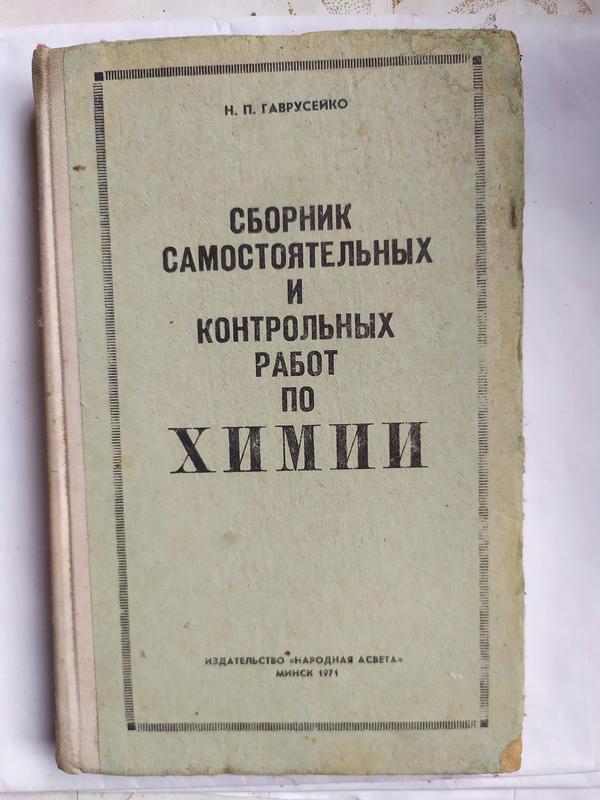 Н. П. ГАВРУСЕЙКО
СБОРНИК
САМОСТОЯТЕЛЬНЫХ
И
КОНТРОЛЬНЫХ
РАБОТ
ПО
ХИМИИ
ИЗДАТЕЛЬСТВО «НАРОДНАЯ АСВЕТА»
МИНСК 1971